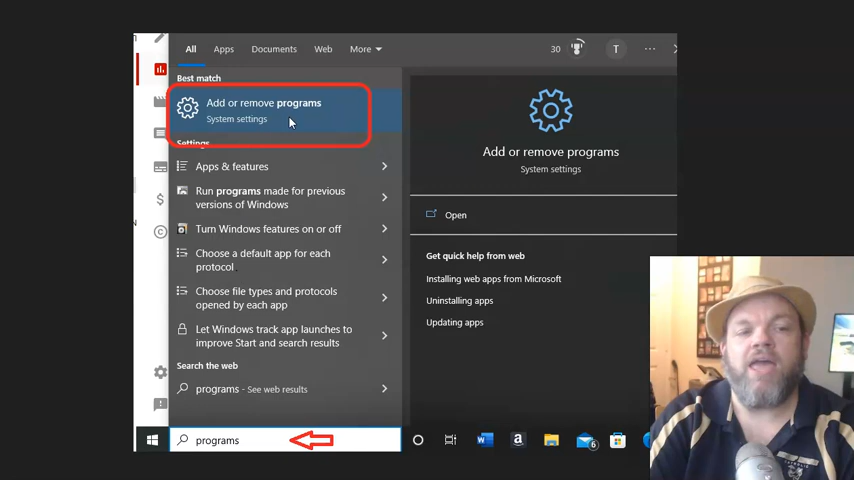 All
Apps
Documents
Web
More
30
T
Best match
Add or remove programs
System settings
Settings
Apps & features
Run programs made for previous
versions of Windows
Turn Windows features on or off
Choose a default app for each
protocol
Choose file types and protocols
opened by each app
Let Windows track app launches to
improve Start and search results
Search the web
programs - See web results
programs
Add or remove programs
System settings
Open
Get quick help from web
Installing web apps from Microsoft
Uninstalling apps
Updating apps
6